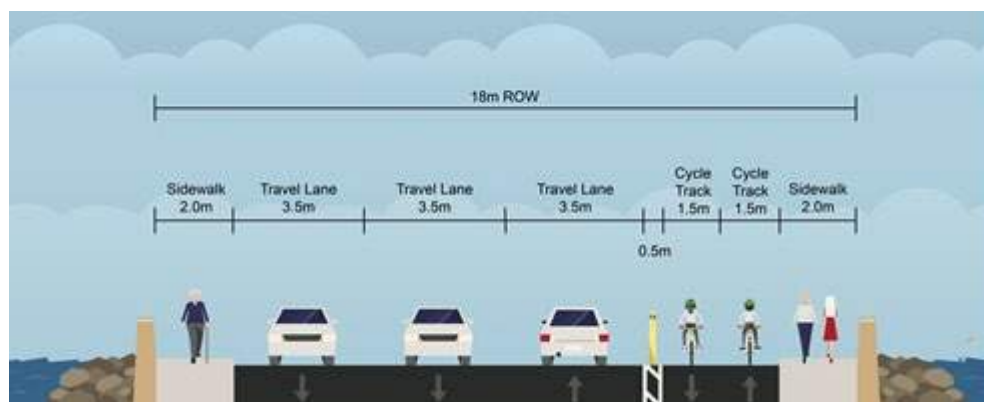 18m ROW
Sidewalk
2.0m
Travel Lane
3.5m
Travel Lane
3.5m
Travel Lane
3.5m
0.5m
Cycle
Track
1.5m
Cycle
Track
1.5m
Sidewalk
2.0m